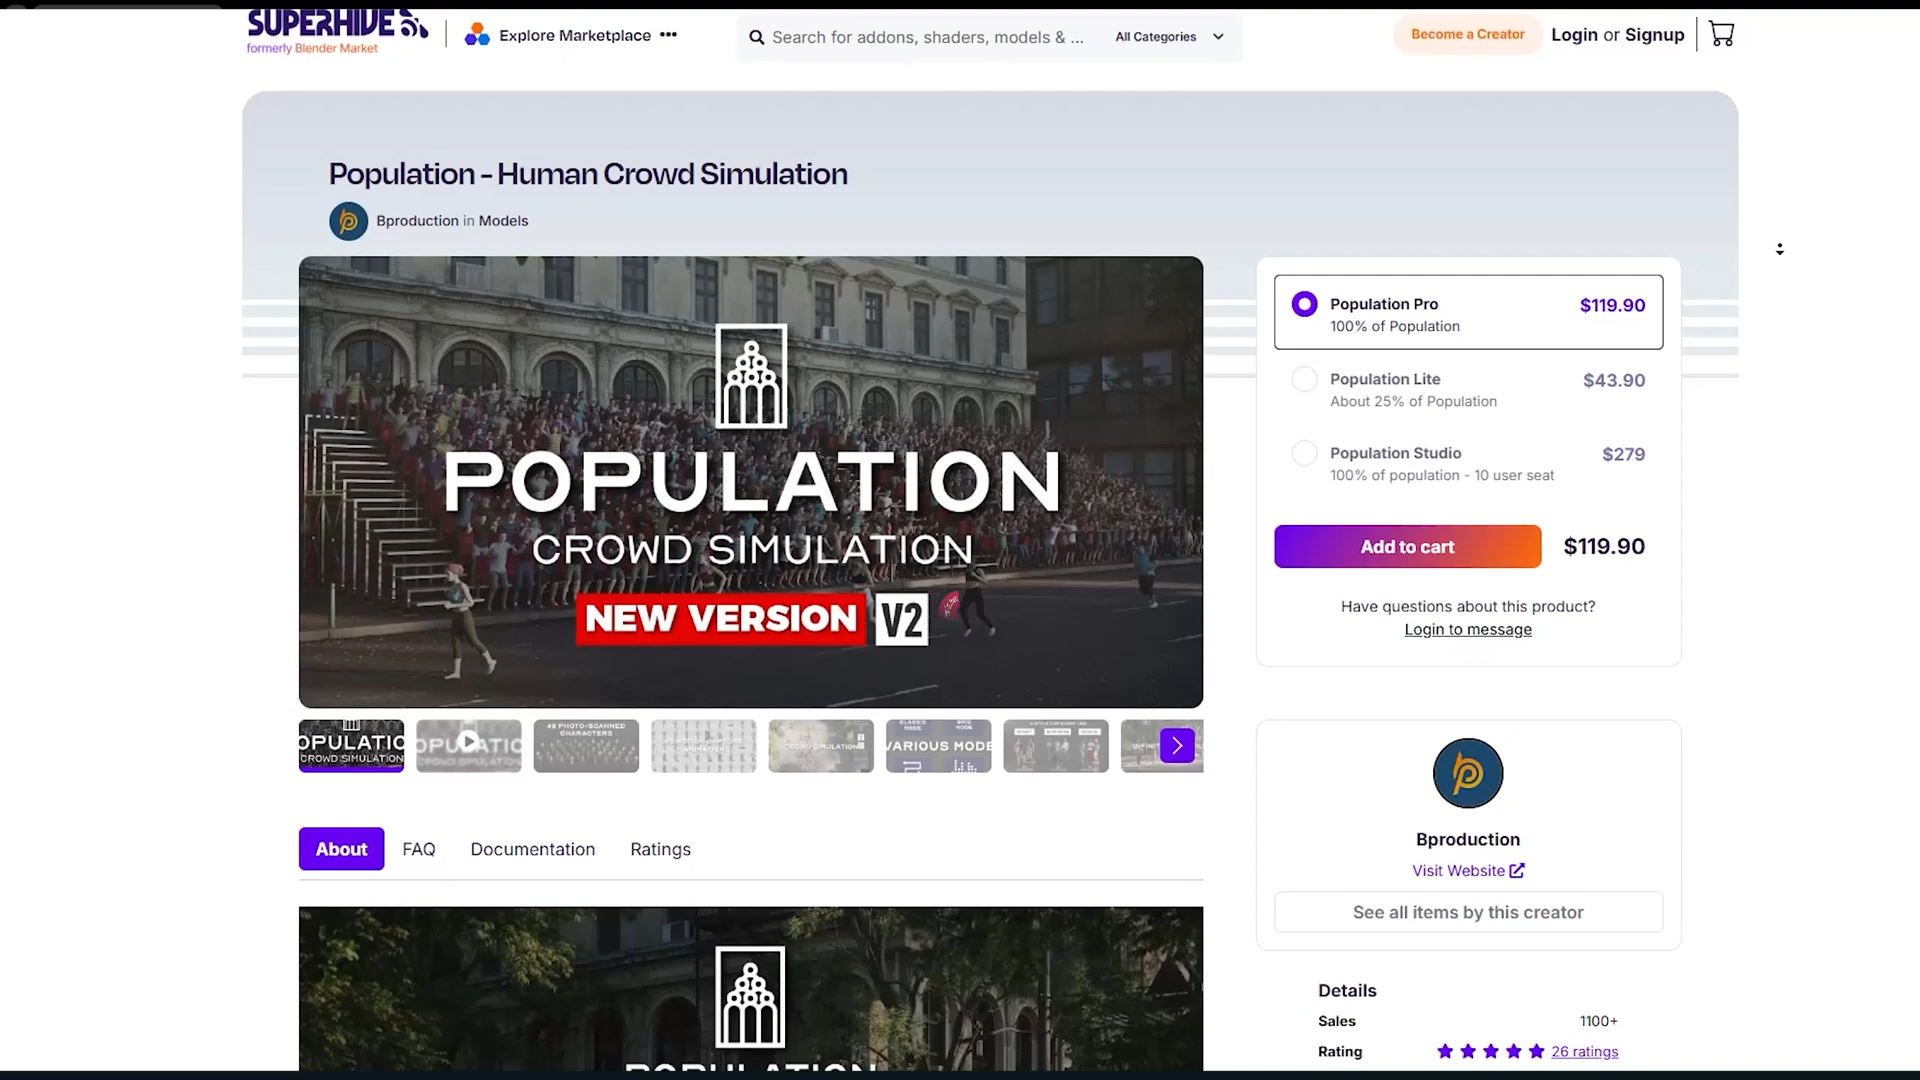 SUPERHIVE
formerly Blender Market
Explore Marketplace •••
Search for addons, shaders, models & ...
All Categories
Become a Creator
Login or Signup
Population - Human Crowd Simulation
Bproduction in Models
POPULATION
CROWD SIMULATION
NEW VERSION V2
Population Pro
$119.90
100% of Population
Population Lite
$43.90
About 25% of Population
Population Studio
$279
100% of population - 10 user seat
Add to cart
$119.90
Have questions about this product?
Login to message
OPULATIO
CROWD SIMULATION
48 PHOTO-SCANNED
CHARACTERS
CROWD SIMULATION
CLASSIC
MODE
GRID
MODE
VARIOUS MODE
About
FAQ
Documentation
Ratings
Bproduction
Visit Website
See all items by this creator
POPULATION
Details
Sales
1100+
Rating
26 ratings